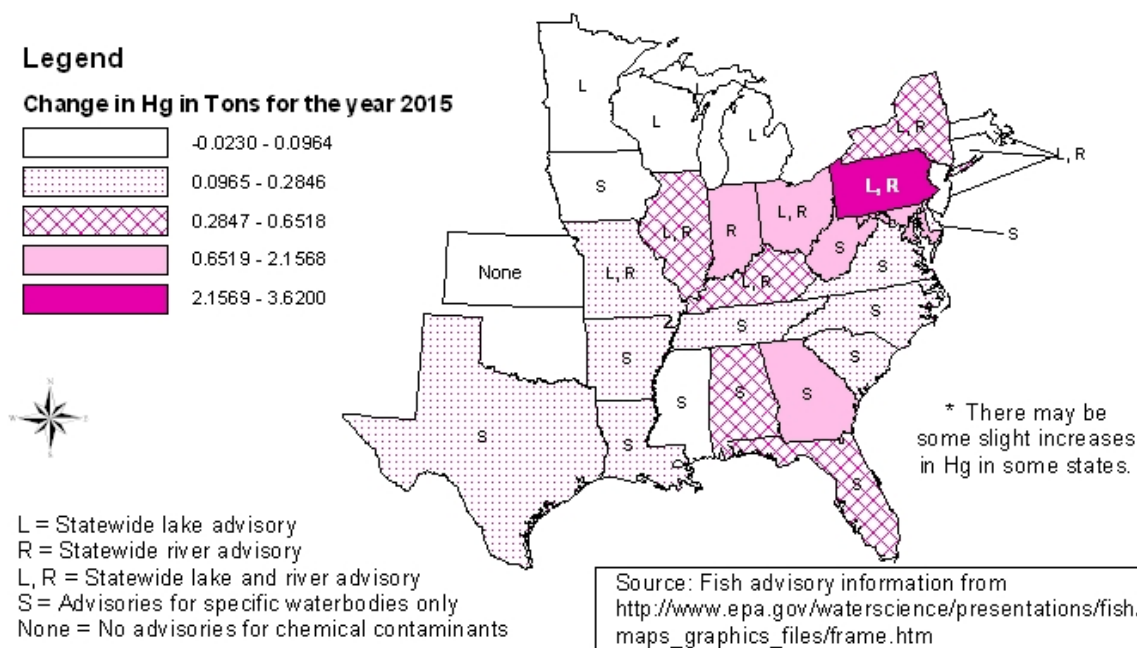 Legend
Change in Hg in Tons for the year 2015
-0.0230 - 0.0964
0.0965 - 0.2846
0.2847 - 0.6518
0.6519 - 2.1568
2.1569 - 3.6200
L
L
L
L
L, R
L, R
L, R
S
S
L, R
R
L, R
S
S
None
L, R
L, R
S
S
S
S
S
S
S
S
S
S
S
N
W
E
S
* There may be
some slight increases
in Hg in some states.
L = Statewide lake advisory
R = Statewide river advisory
L, R = Statewide lake and river advisory
S = Advisories for specific waterbodies only
None = No advisories for chemical contaminants
Source: Fish advisory information from
http://www.epa.gov/waterscience/presentations/fish/
maps_graphics_files/frame.htm